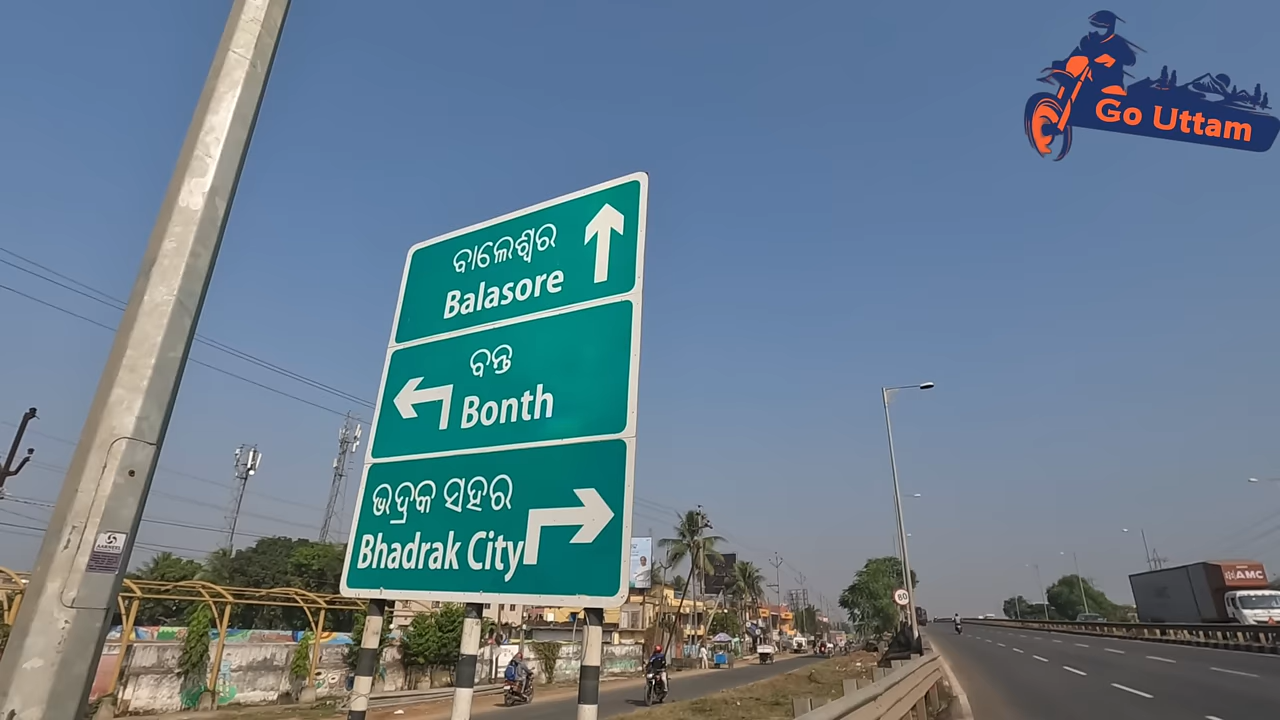 Go Uttam
ବାଲେଶ୍ୱର
Balasore
ବନ୍ତ
Bonth
ଭଦ୍ରକ ସହର
Bhadrak City
80
AMC